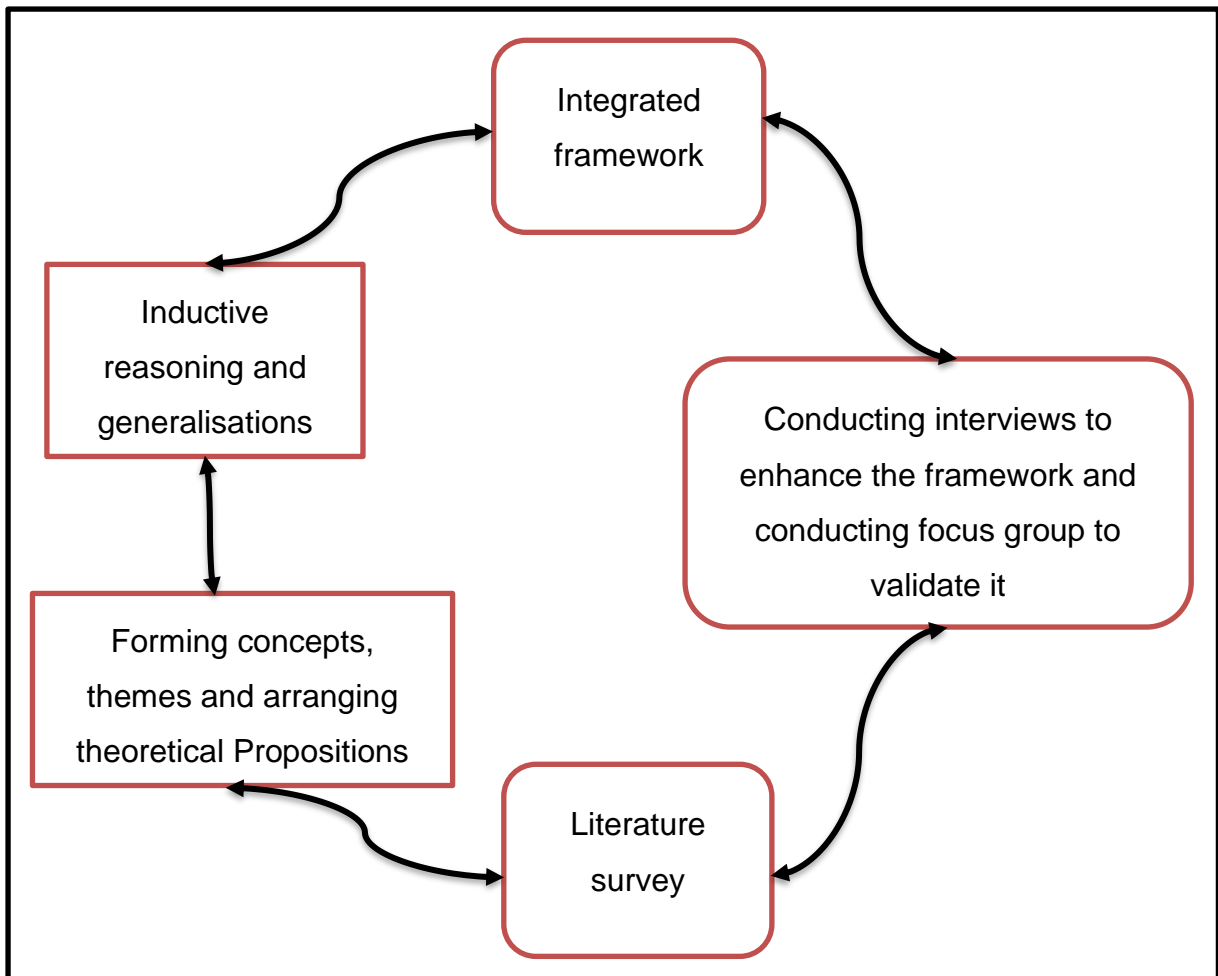 Integrated
framework
Inductive
reasoning and
generalisations
Conducting interviews to
enhance the framework and
conducting focus group to
validate it
Forming concepts,
themes and arranging
theoretical Propositions
Literature
survey